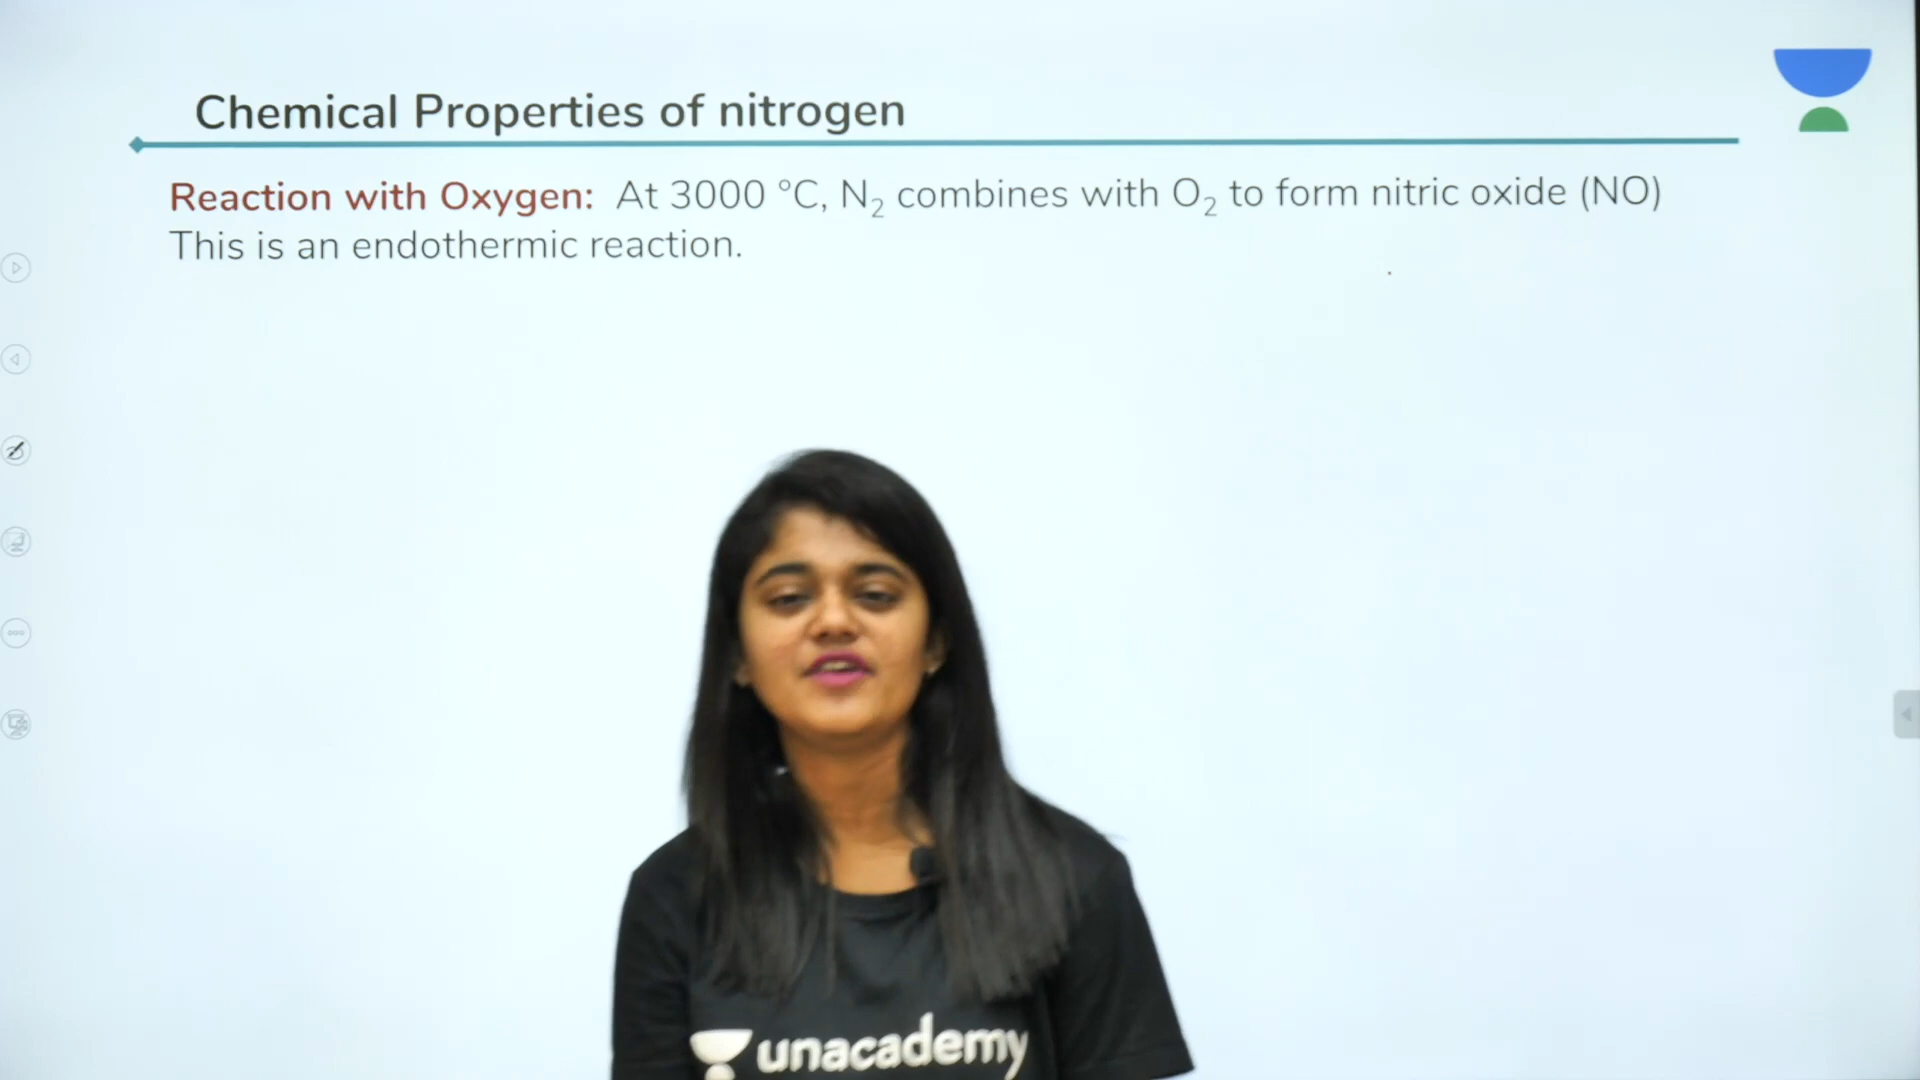 Chemical Properties of nitrogen
Reaction with Oxygen: At 3000 °C, N₂ combines with O₂ to form nitric oxide (NO)
This is an endothermic reaction.
unacademy